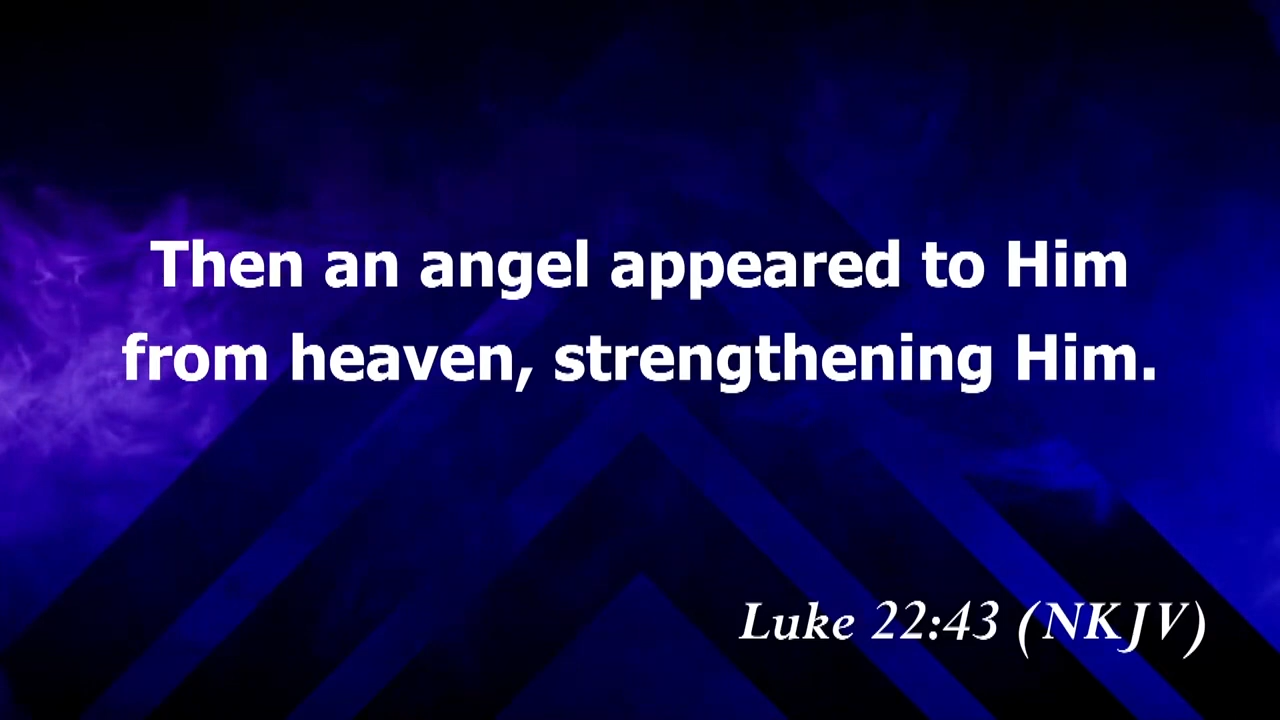 Then an angel appeared to Him
from heaven, strengthening Him.
Luke 22:43 (NKJV)